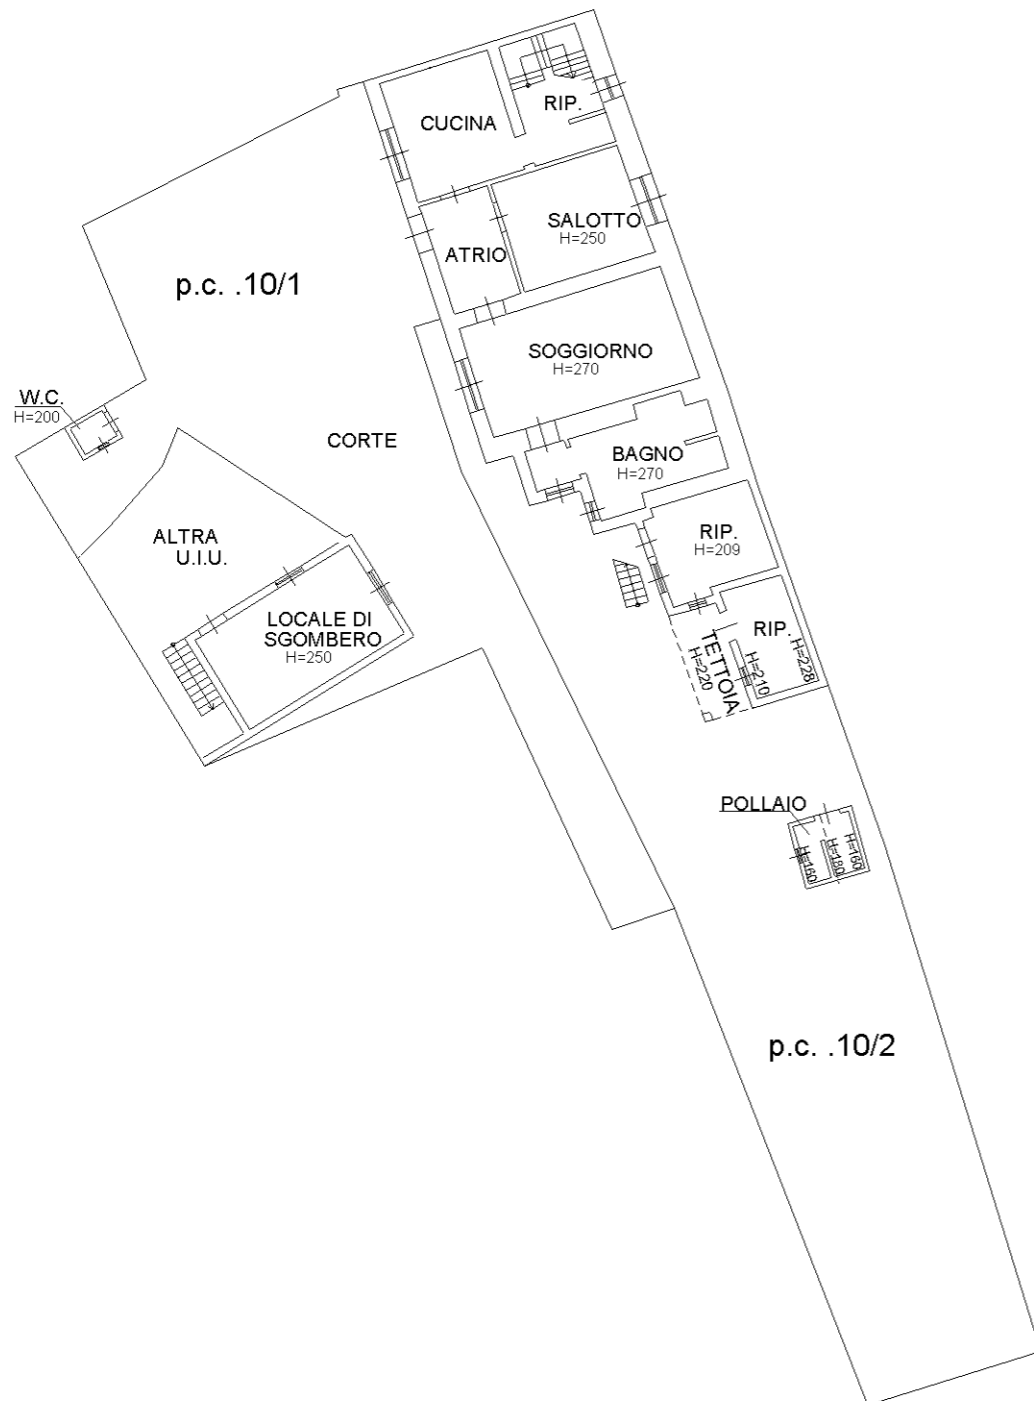 CUCINA
RIP.
SALOTTO
H=250
ATRIO
p.c. .10/1
SOGGIORNO
H=270
W.C.
H=200
CORTE
BAGNO
H=270
ALTRA
U.I.U.
RIP.
H=209
LOCALE DI
SGOMBERO
H=250
RIP.
H=228
H=210
TETTOIA
H=220
POLLAIO
H=160
H=180
H=160
p.c. .10/2